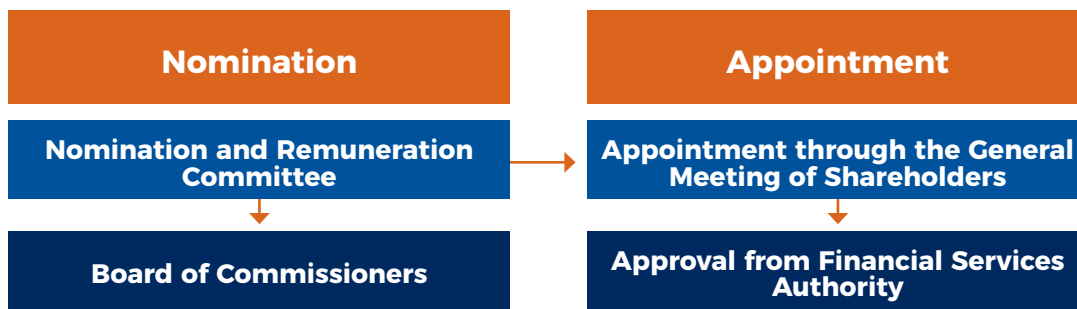 Nomination
Nomination and Remuneration
Committee
Board of Commissioners
Appointment
Appointment through the General
Meeting of Shareholders
Approval from Financial Services
Authority